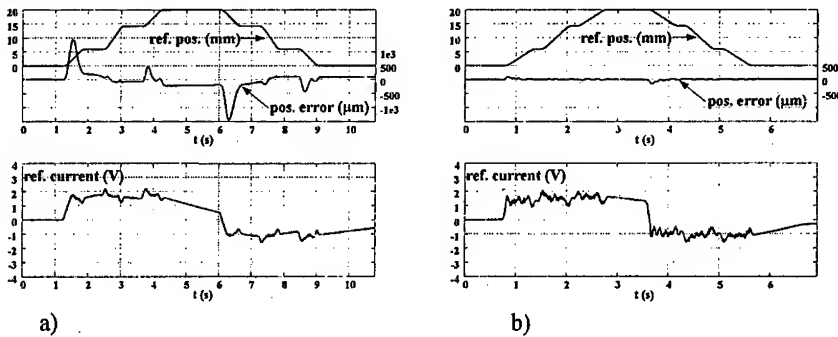 20
15
10
5
0
ref. pos. (mm)
1e3
500
0
-500
-1e3
pos. error (μm)
0 1 2 3 4 5 6 7 8 9 10
t (s)
4
3
2
1
0
-1
-2
-3
-4
ref. current (V)
0 1 2 3 4 5 6 7 8 9 10
t (s)
a)
20
15
10
5
0
ref. pos. (mm)
500
0
-500
pos. error (μm)
0 1 2 3 4 5 6
t (s)
4
3
2
1
0
-1
-2
-3
-4
ref. current (V)
0 1 2 3 4 5 6
t (s)
b)